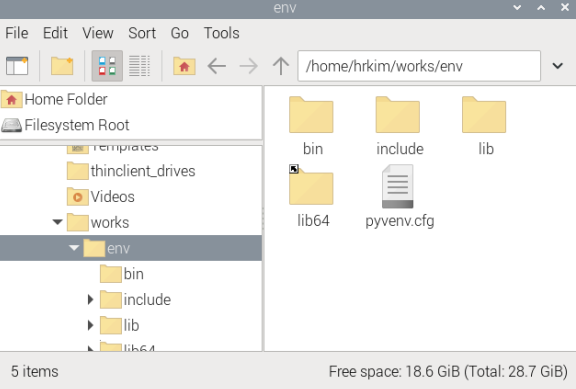 env
File Edit View Sort Go Tools
/home/hrkim/works/env
Home Folder
Filesystem Root
Templates
thinclient_drives
Videos
works
env
bin
include
lib
lib64
bin include lib
lib64 pyvenv.cfg
5 items Free space: 18.6 GiB (Total: 28.7 GiB)